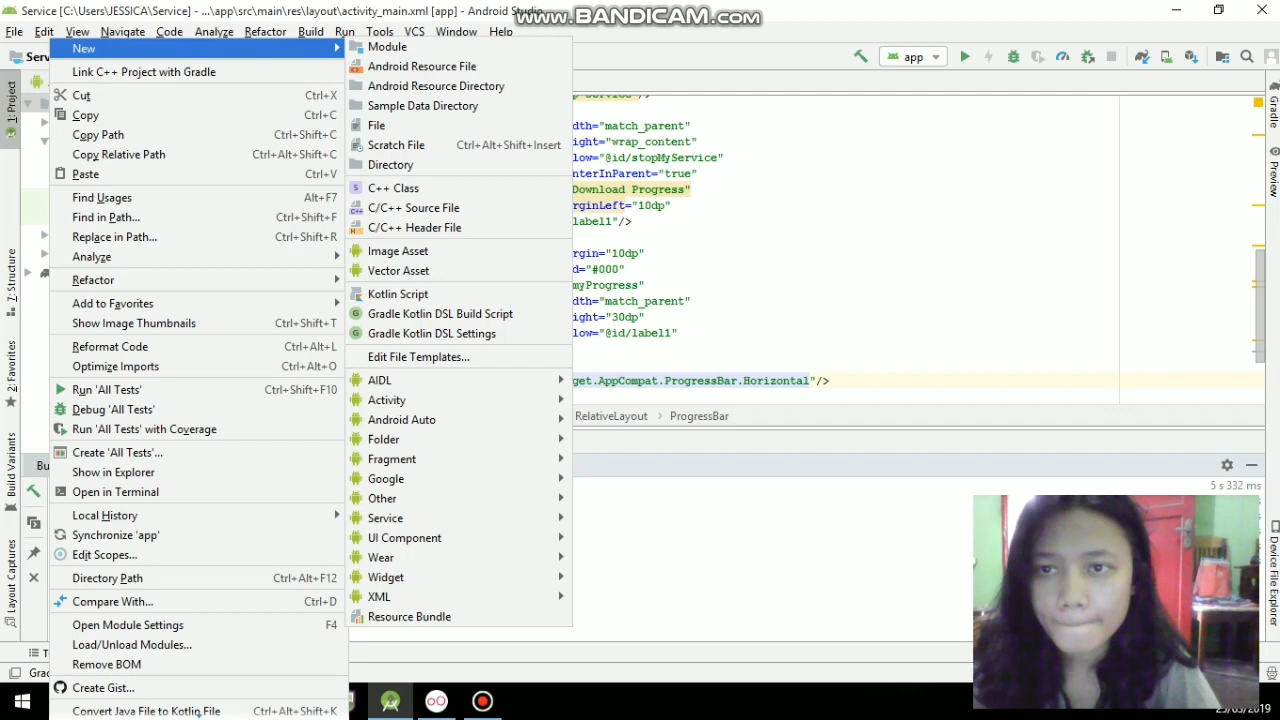 Service [C:\Users\JESSICA\Service] - ...\app\src\main\res\layout\activity_main.xml [app] - Android Studio
www.BANDICAM.com
File Edit View Navigate Code Analyze Refactor Build Run Tools VCS Window Help
Serv
app
1: Project
Z: Structure
2: Favorites
Build Variants
Layout Captures
New
Link C++ Project with Gradle
Cut Ctrl+X
Copy Ctrl+C
Copy Path Ctrl+Shift+C
Copy Relative Path Ctrl+Alt+Shift+C
Paste Ctrl+V
Find Usages Alt+F7
Find in Path... Ctrl+Shift+F
Replace in Path... Ctrl+Shift+R
Analyze
Refactor
Add to Favorites
Show Image Thumbnails Ctrl+Shift+T
Reformat Code Ctrl+Alt+L
Optimize Imports Ctrl+Alt+O
Run 'All Tests' Ctrl+Shift+F10
Debug 'All Tests'
Run 'All Tests' with Coverage
Create 'All Tests'...
Show in Explorer
Open in Terminal
Local History
Synchronize 'app'
Edit Scopes...
Directory Path Ctrl+Alt+F12
Compare With... Ctrl+D
Open Module Settings F4
Load/Unload Modules...
Remove BOM
Create Gist...
Convert Java File to Kotlin File Ctrl+Alt+Shift+K
Module
Android Resource File
Android Resource Directory
Sample Data Directory
File
Scratch File Ctrl+Alt+Shift+Insert
Directory
C++ Class
C/C++ Source File
C/C++ Header File
Image Asset
Vector Asset
Kotlin Script
Gradle Kotlin DSL Build Script
Gradle Kotlin DSL Settings
Edit File Templates...
AIDL
Activity
Android Auto
Folder
Fragment
Google
Other
Service
UI Component
Wear
Widget
XML
Resource Bundle
dth="match_parent"
ight="wrap_content"
low="@id/stopMyService"
nterInParent="true"
Download Progress"
rginLeft="10dp"
label1"/>
rgin="10dp"
d="#000"
myProgress"
dth="match_parent"
ight="30dp"
low="@id/label1"
get.AppCompat.ProgressBar.Horizontal"/>
RelativeLayout > ProgressBar
Bu
5 s 332 ms
Gradle
Preview
Device File Explorer
T
Grac